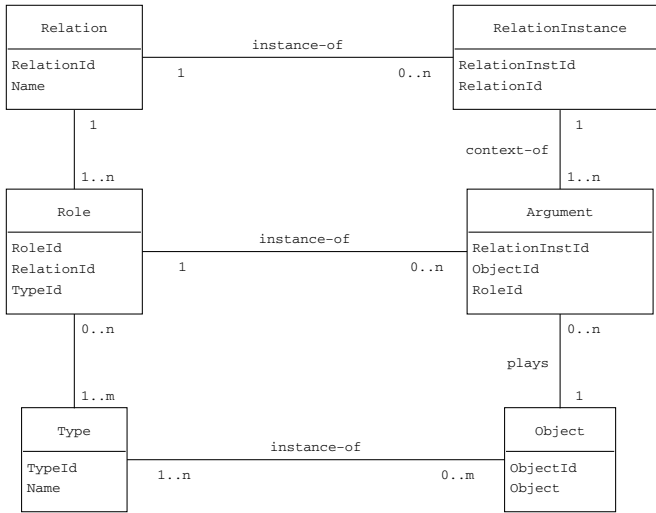 Relation
RelationId
Name
instance-of
1
0..n
RelationInstance
RelationInstId
RelationId
1
1..n
1
context-of
1..n
Role
RoleId
RelationId
TypeId
instance-of
1
0..n
Argument
RelationInstId
ObjectId
RoleId
0..n
1..m
0..n
plays
1
Type
TypeId
Name
instance-of
1..n
0..m
Object
ObjectId
Object